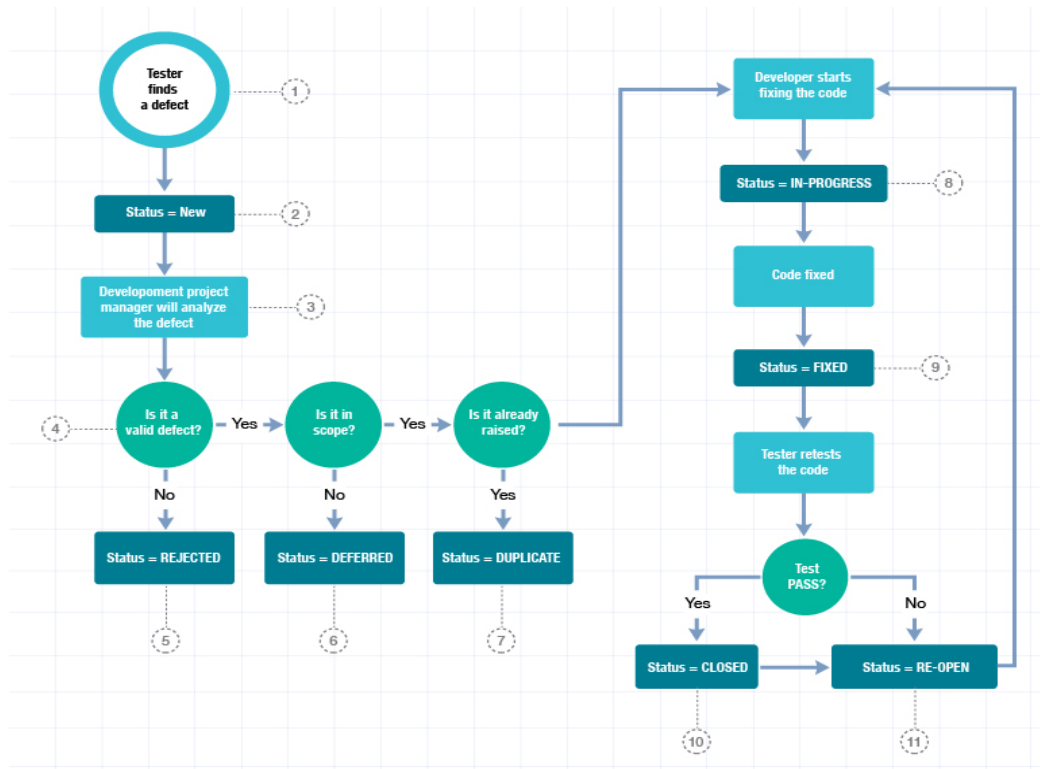 Tester
finds
a defect
1
Status = New
2
Developoment project
manager will analyze
the defect
3
4
Is it a
valid defect?
Yes
Is it in
scope?
Yes
Is it already
raised?
No
No
Yes
Status = REJECTED
Status = DEFERRED
Status = DUPLICATE
5
6
7
Developer starts
fixing the code
Status = IN-PROGRESS
8
Code fixed
Status = FIXED
9
Tester retests
the code
Test
PASS?
Yes
No
Status = CLOSED
Status = RE-OPEN
10
11